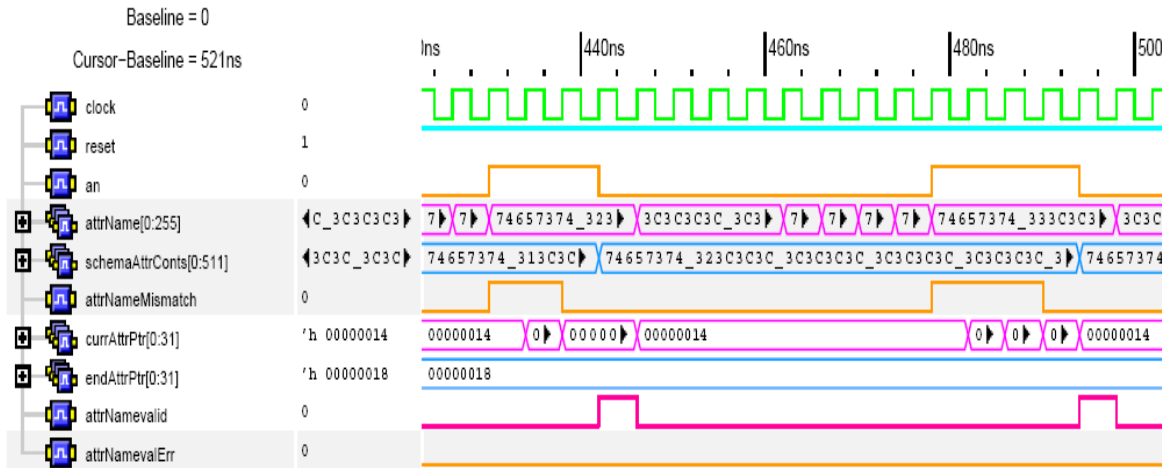 Baseline = 0
Cursor-Baseline = 521ns
0ns 440ns 460ns 480ns 500
clock 0
reset 1
an 0
attrName[0:255] C_3C3C3C3 7 7 74657374_323 3C3C3C3C_3C3 7 7 7 7 74657374_333C3C3 3C3C
schemaAttrConts[0:511] 3C3C_3C3C 74657374_313C3C 74657374_323C3C3C_3C3C3C3C_3C3C3C3C_3C3C3C3C_3 74657374
attrNameMismatch 0
currAttrPtr[0:31] 'h 00000014 00000014 0 00000 00000014 0 0 0 00000014
endAttrPtr[0:31] 'h 00000018 00000018
attrNamevalid 0
attrNamevalErr 0